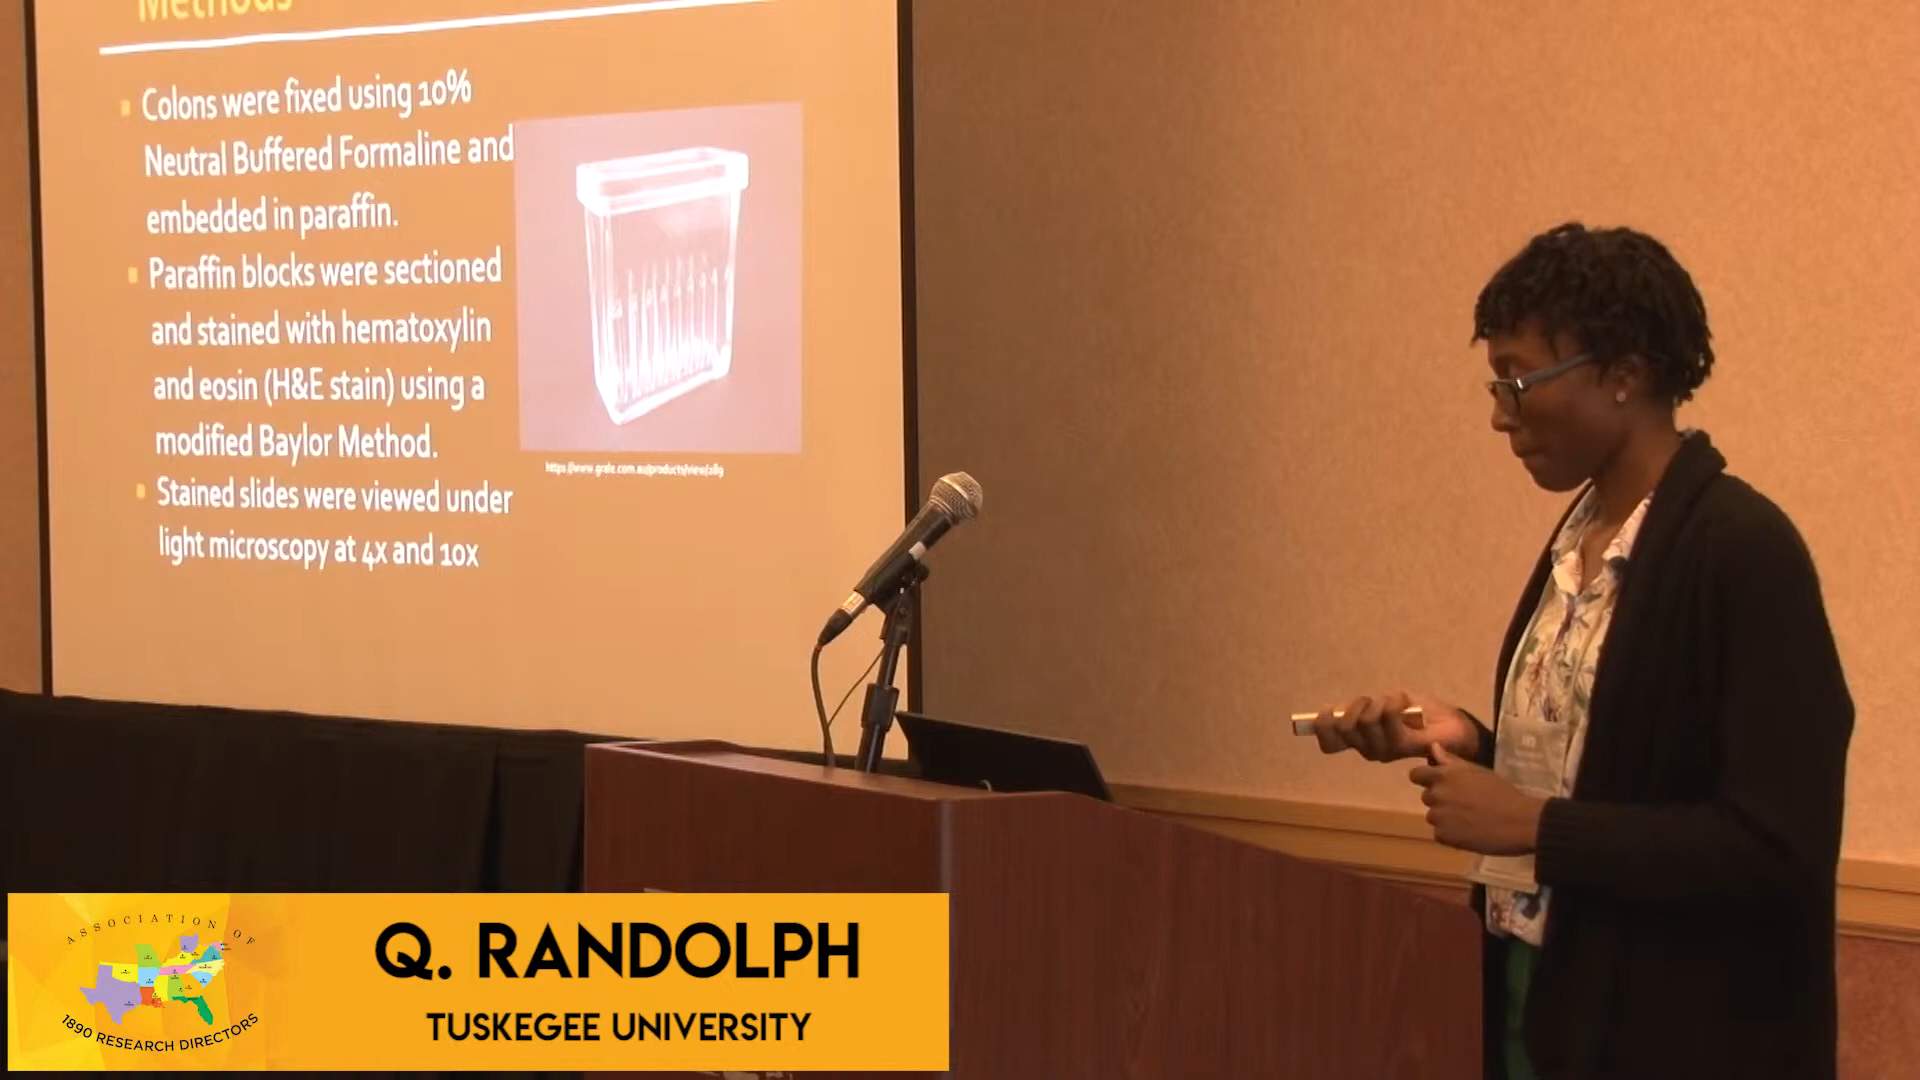 Methods
Colons were fixed using 10%
Neutral Buffered Formaline and
embedded in paraffin.
Paraffin blocks were sectioned
and stained with hematoxylin
and eosin (H&E stain) using a
modified Baylor Method.
Stained slides were viewed under
light microscopy at 4x and 10x
ASSOCIATION OF
1890 RESEARCH DIRECTORS
Q. RANDOLPH
TUSKEGEE UNIVERSITY